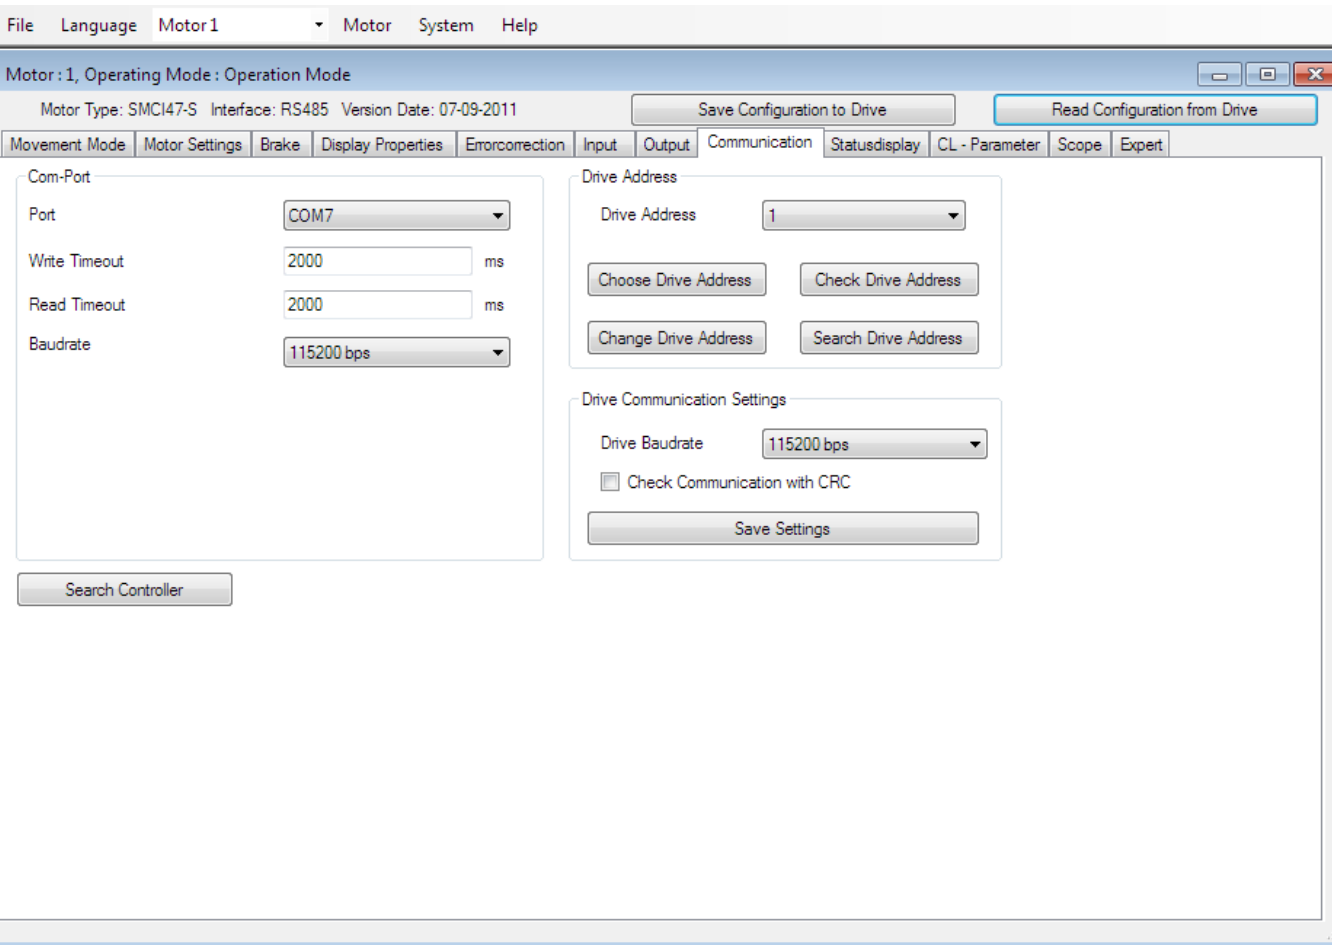 File Language Motor1 Motor System Help
Motor : 1, Operating Mode : Operation Mode
Motor Type: SMCI47-S Interface: RS485 Version Date: 07-09-2011 Save Configuration to Drive Read Configuration from Drive
Movement Mode Motor Settings Brake Display Properties Errorcorrection Input Output Communication Statusdisplay CL - Parameter Scope Expert
Com-Port
Port COM7
Write Timeout 2000 ms
Read Timeout 2000 ms
Baudrate 115200 bps
Search Controller
Drive Address
Drive Address 1
Choose Drive Address Check Drive Address
Change Drive Address Search Drive Address
Drive Communication Settings
Drive Baudrate 115200 bps
Check Communication with CRC
Save Settings